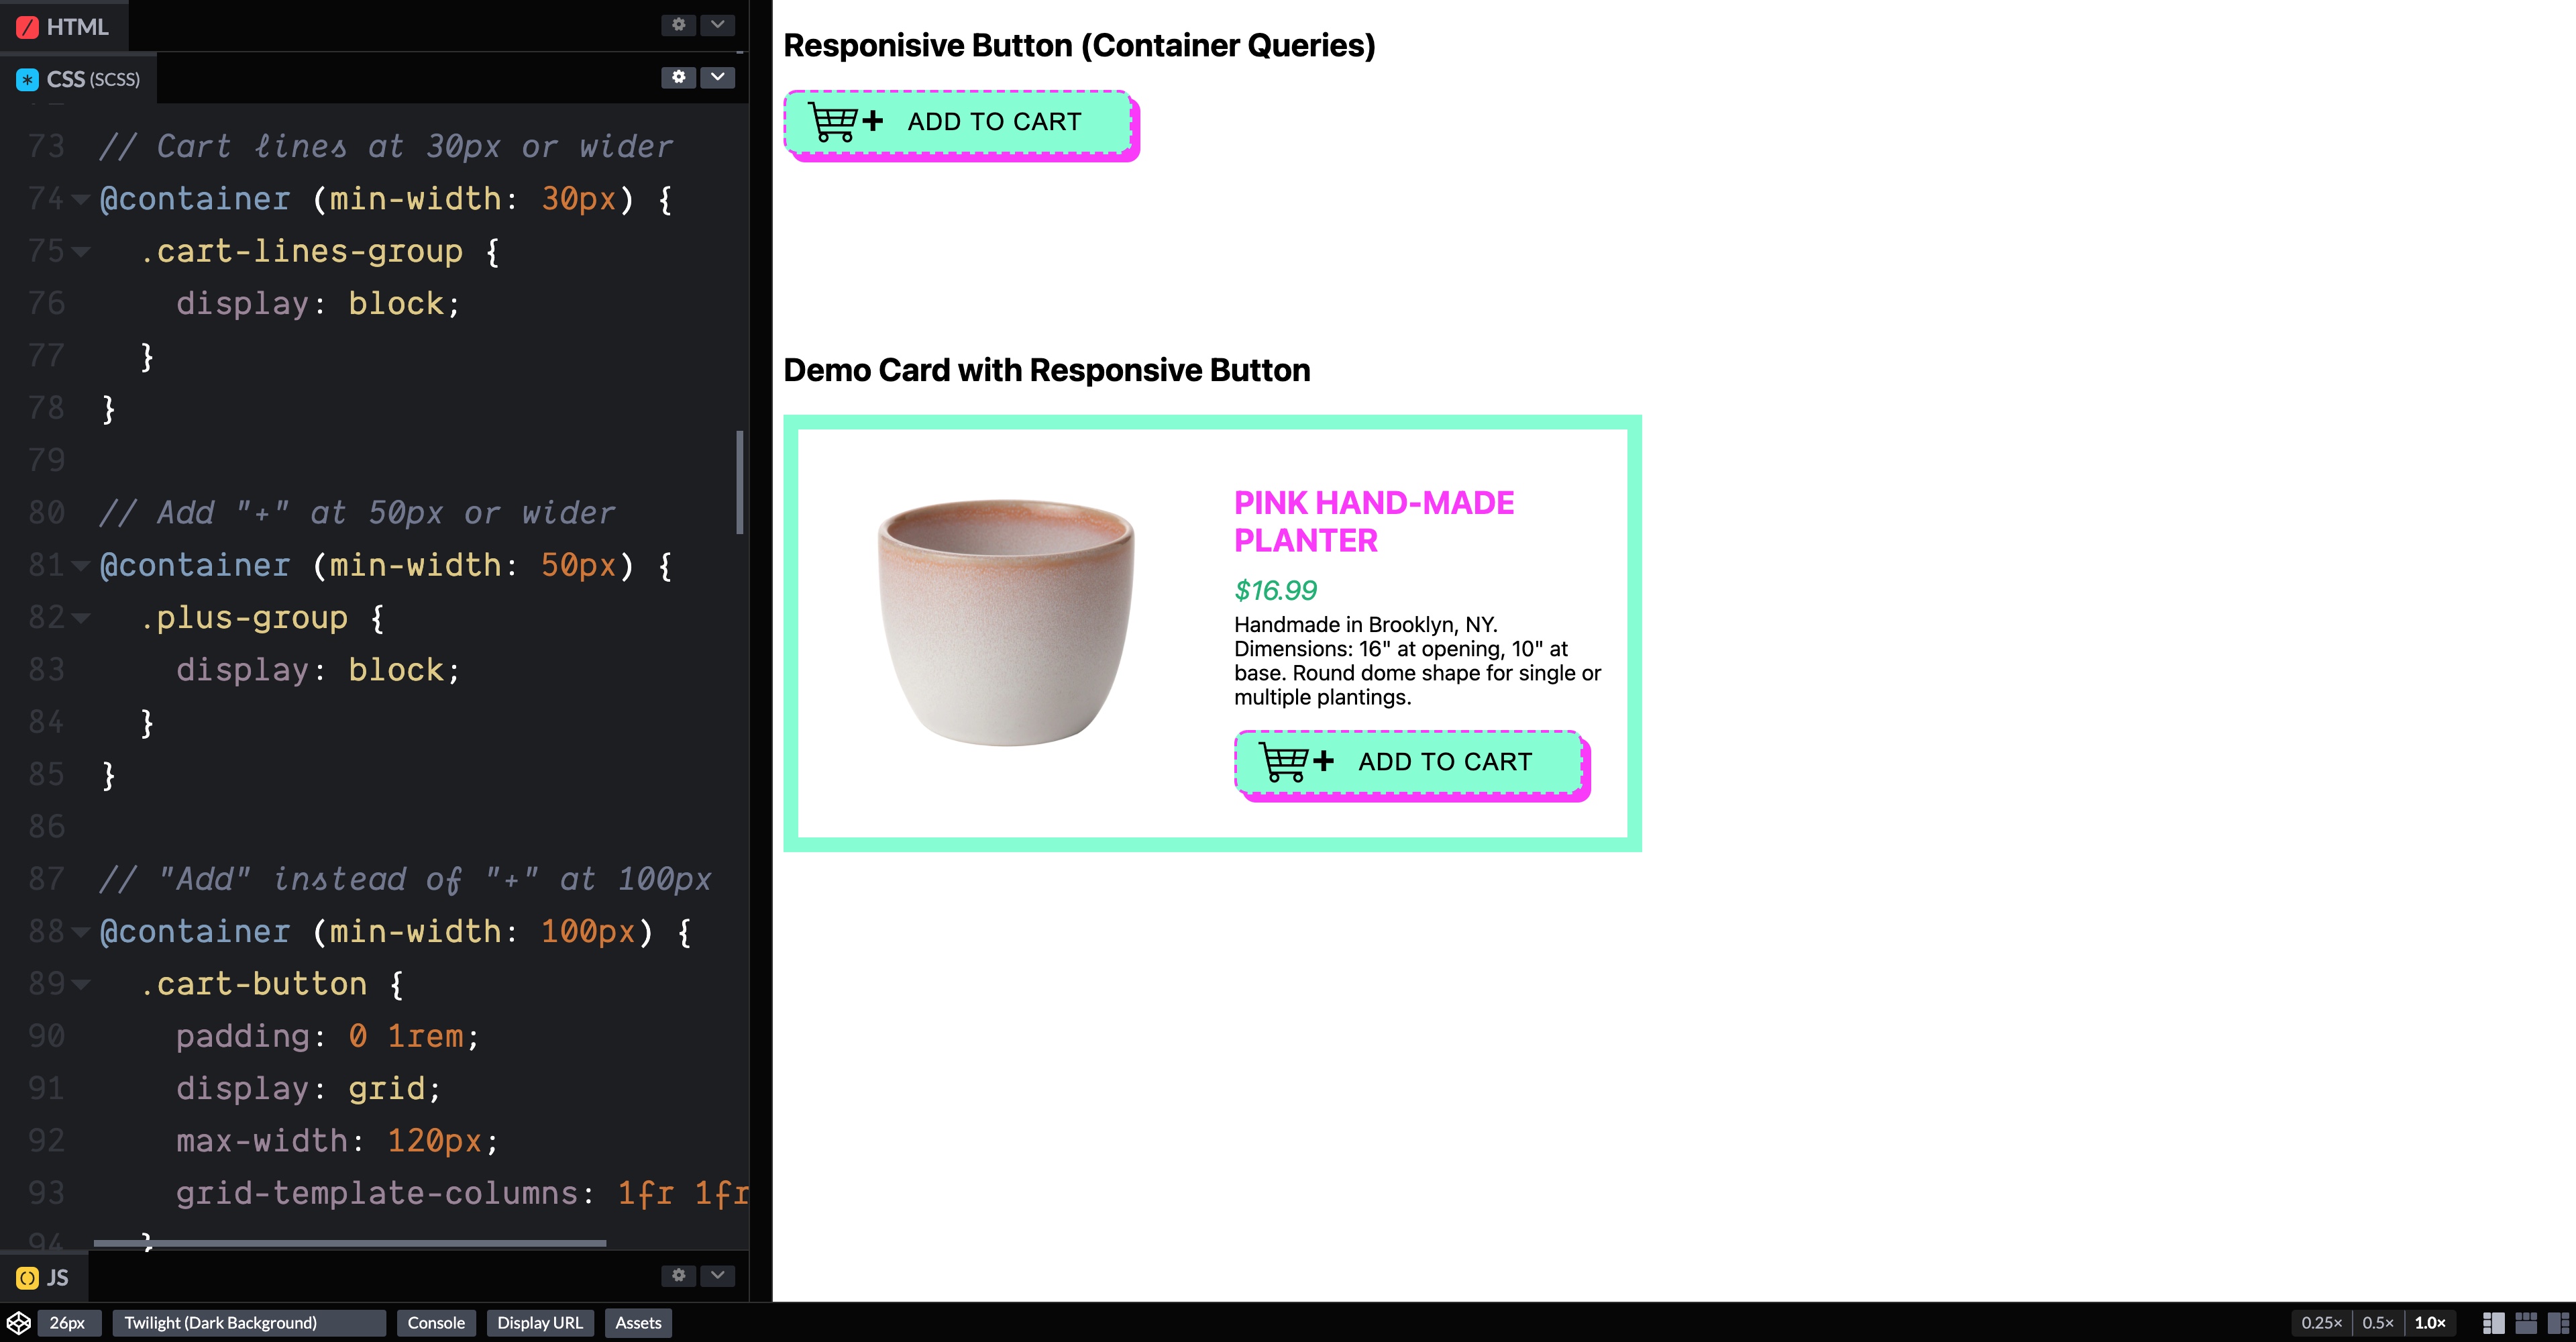 HTML
CSS (SCSS)
73 // Cart lines at 30px or wider
74 @container (min-width: 30px) {
75 .cart-lines-group {
76 display: block;
77 }
78 }
79
80 // Add "+" at 50px or wider
81 @container (min-width: 50px) {
82 .plus-group {
83 display: block;
84 }
85 }
86
87 // "Add" instead of "+" at 100px
88 @container (min-width: 100px) {
89 .cart-button {
90 padding: 0 1rem;
91 display: grid;
92 max-width: 120px;
93 grid-template-columns: 1fr 1fr
94 }
JS
26px Twilight (Dark Background) Console Display URL Assets
Responisive Button (Container Queries)
+ ADD TO CART
Demo Card with Responsive Button
PINK HAND-MADE
PLANTER
$16.99
Handmade in Brooklyn, NY.
Dimensions: 16" at opening, 10" at
base. Round dome shape for single or
multiple plantings.
+ ADD TO CART
0.25× 0.5× 1.0×